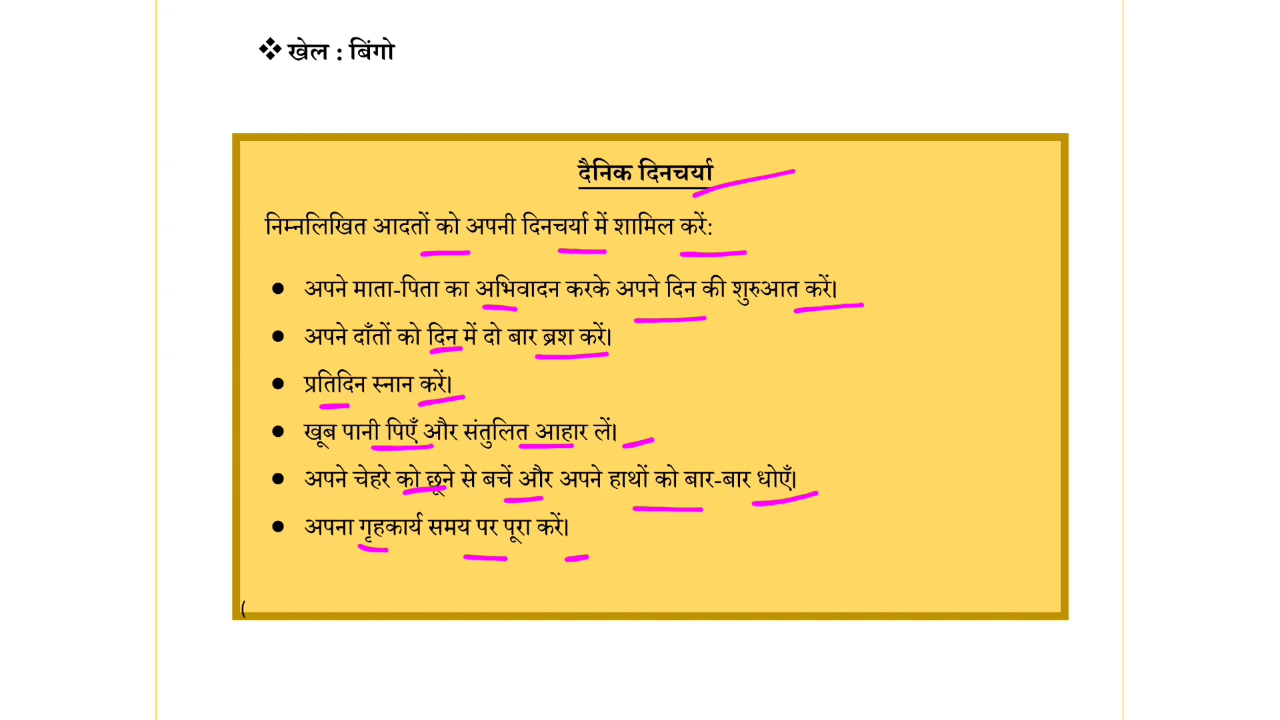 ❖ खेल : बिंगो
दैनिक दिनचर्या
निम्नलिखित आदतों को अपनी दिनचर्या में शामिल करें:
● अपने माता-पिता का अभिवादन करके अपने दिन की शुरुआत करें।
● अपने दाँतों को दिन में दो बार ब्रश करें।
● प्रतिदिन स्नान करें।
● खूब पानी पिएँ और संतुलित आहार लें।
● अपने चेहरे को छूने से बचें और अपने हाथों को बार-बार धोएँ।
● अपना गृहकार्य समय पर पूरा करें।
(